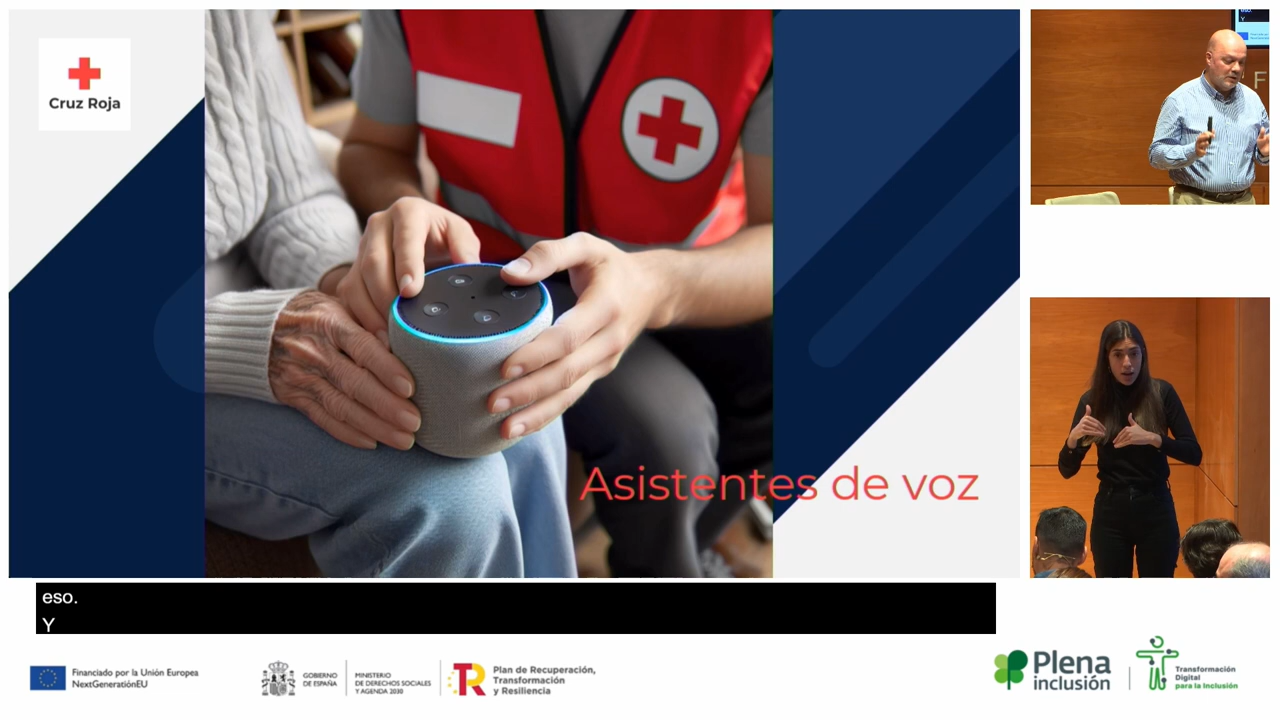 Cruz Roja
Asistentes de voz
eso.
Y
eso.
Y
F
Financiado por la Unión Europea
NextGenerationEU
GOBIERNO
DE ESPAÑA
MINISTERIO
DE DERECHOS SOCIALES
Y AGENDA 2030
Plan de Recuperación,
Transformación
y Resiliencia
Plena
inclusión
Transformación
Digital
para la Inclusión